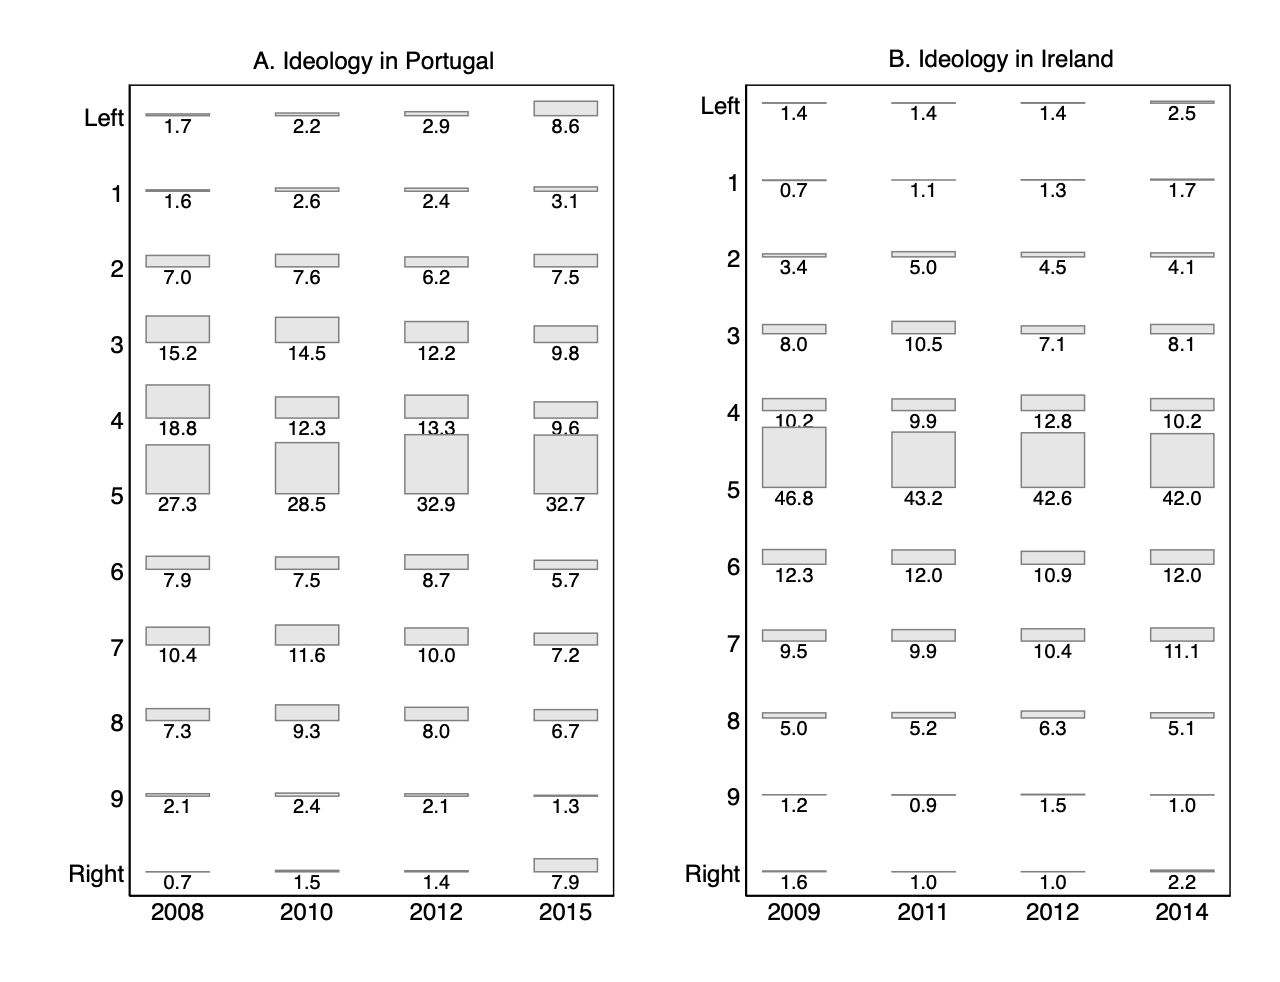 A. Ideology in Portugal
Left 1.7 2.2 2.9 8.6
1 1.6 2.6 2.4 3.1
2 7.0 7.6 6.2 7.5
3 15.2 14.5 12.2 9.8
4 18.8 12.3 13.3 9.6
5 27.3 28.5 32.9 32.7
6 7.9 7.5 8.7 5.7
7 10.4 11.6 10.0 7.2
8 7.3 9.3 8.0 6.7
9 2.1 2.4 2.1 1.3
Right 0.7 1.5 1.4 7.9
2008 2010 2012 2015
B. Ideology in Ireland
Left 1.4 1.4 1.4 2.5
1 0.7 1.1 1.3 1.7
2 3.4 5.0 4.5 4.1
3 8.0 10.5 7.1 8.1
4 10.2 9.9 12.8 10.2
5 46.8 43.2 42.6 42.0
6 12.3 12.0 10.9 12.0
7 9.5 9.9 10.4 11.1
8 5.0 5.2 6.3 5.1
9 1.2 0.9 1.5 1.0
Right 1.6 1.0 1.0 2.2
2009 2011 2012 2014